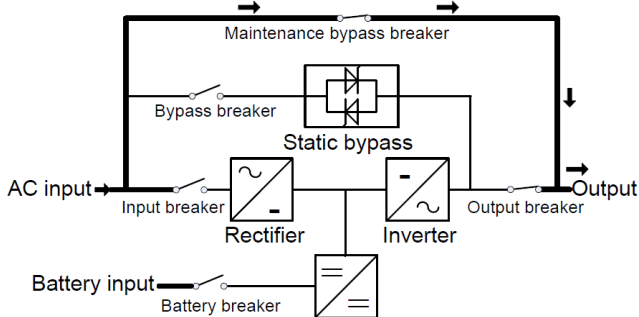 Maintenance bypass breaker
Bypass breaker
Static bypass
AC input
Output
Input breaker
Output breaker
Rectifier
Inverter
Battery input
Battery breaker